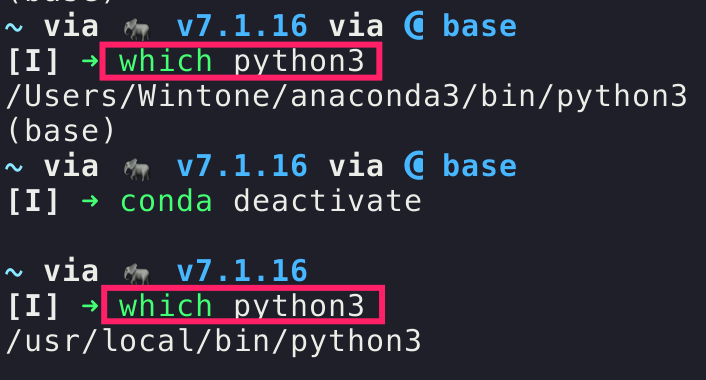 (base)
~ via 🐘 v7.1.16 via C base
[I] ➜ which python3
/Users/Wintone/anaconda3/bin/python3
(base)
~ via 🐘 v7.1.16 via C base
[I] ➜ conda deactivate
~ via 🐘 v7.1.16
[I] ➜ which python3
/usr/local/bin/python3